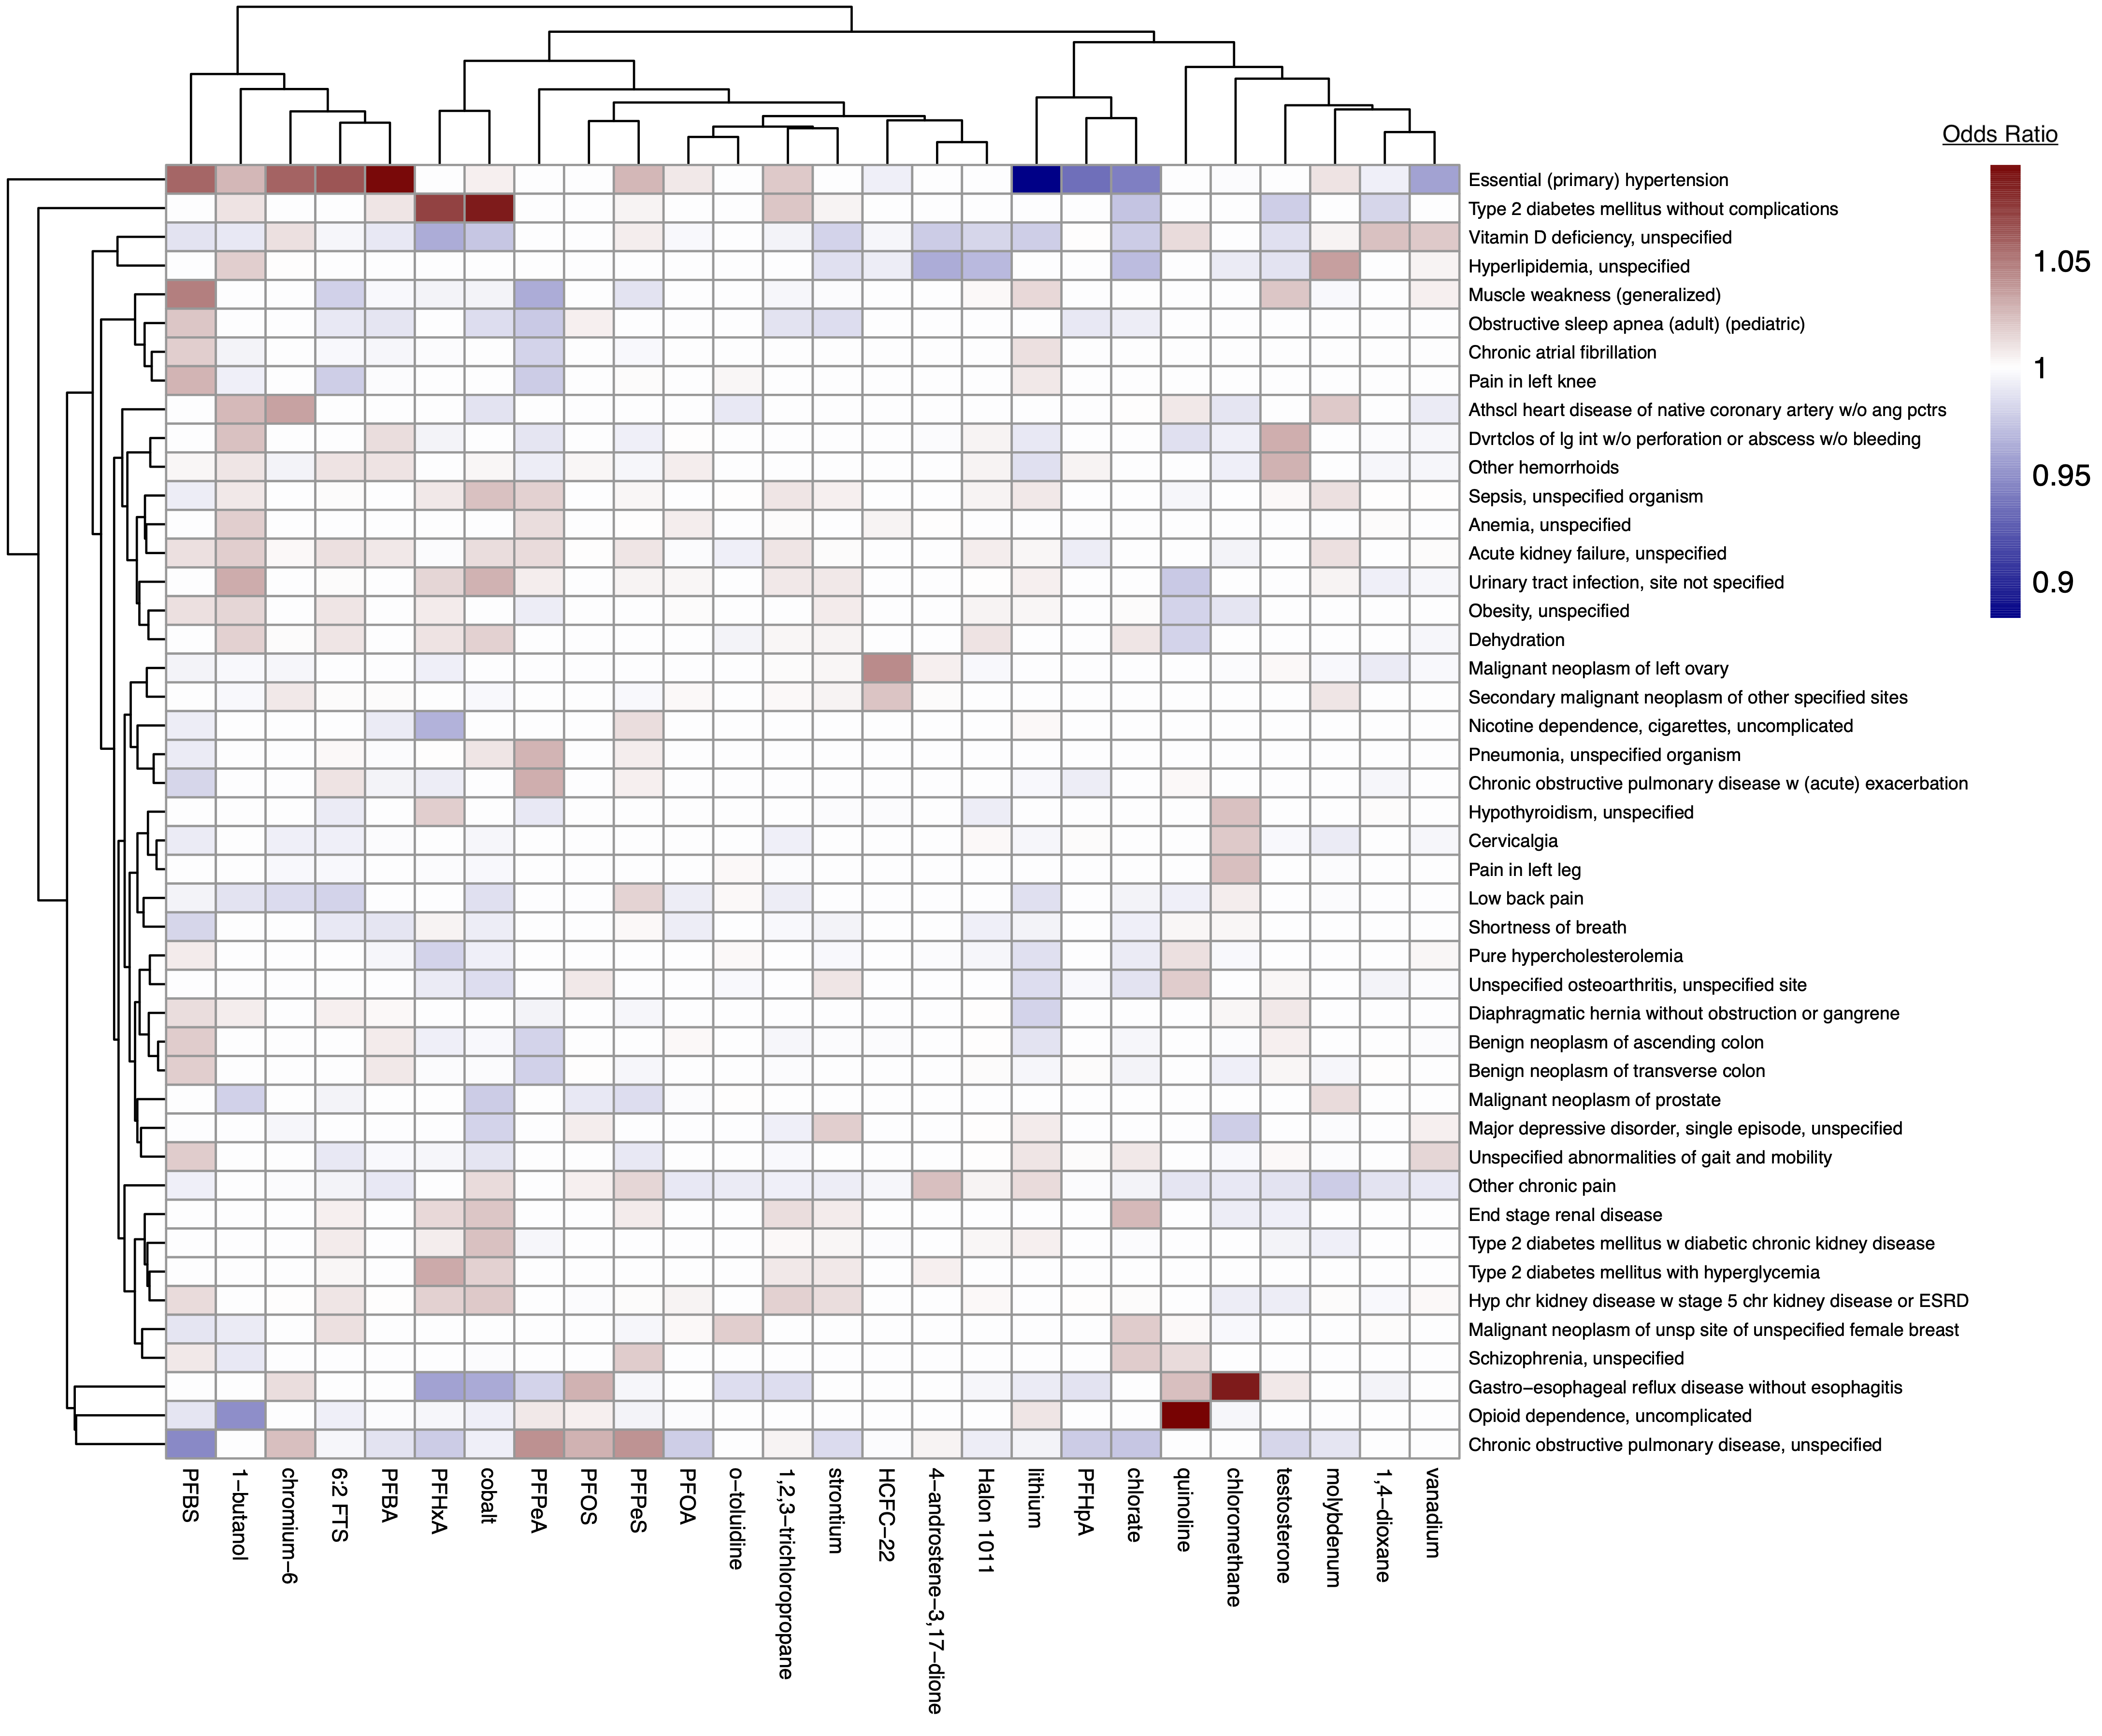 Odds Ratio
1.05
1
0.95
0.9
Essential (primary) hypertension
Type 2 diabetes mellitus without complications
Vitamin D deficiency, unspecified
Hyperlipidemia, unspecified
Muscle weakness (generalized)
Obstructive sleep apnea (adult) (pediatric)
Chronic atrial fibrillation
Pain in left knee
Athscl heart disease of native coronary artery w/o ang pctrs
Dvrtclos of lg int w/o perforation or abscess w/o bleeding
Other hemorrhoids
Sepsis, unspecified organism
Anemia, unspecified
Acute kidney failure, unspecified
Urinary tract infection, site not specified
Obesity, unspecified
Dehydration
Malignant neoplasm of left ovary
Secondary malignant neoplasm of other specified sites
Nicotine dependence, cigarettes, uncomplicated
Pneumonia, unspecified organism
Chronic obstructive pulmonary disease w (acute) exacerbation
Hypothyroidism, unspecified
Cervicalgia
Pain in left leg
Low back pain
Shortness of breath
Pure hypercholesterolemia
Unspecified osteoarthritis, unspecified site
Diaphragmatic hernia without obstruction or gangrene
Benign neoplasm of ascending colon
Benign neoplasm of transverse colon
Malignant neoplasm of prostate
Major depressive disorder, single episode, unspecified
Unspecified abnormalities of gait and mobility
Other chronic pain
End stage renal disease
Type 2 diabetes mellitus w diabetic chronic kidney disease
Type 2 diabetes mellitus with hyperglycemia
Hyp chr kidney disease w stage 5 chr kidney disease or ESRD
Malignant neoplasm of unsp site of unspecified female breast
Schizophrenia, unspecified
Gastro−esophageal reflux disease without esophagitis
Opioid dependence, uncomplicated
Chronic obstructive pulmonary disease, unspecified
PFBS
1−butanol
chromium−6
6:2 FTS
PFBA
PFHxA
cobalt
PFPeA
PFOS
PFPeS
PFOA
o−toluidine
1,2,3−trichloropropane
strontium
HCFC−22
4−androstene−3,17−dione
Halon 1011
lithium
PFHpA
chlorate
quinoline
chloromethane
testosterone
molybdenum
1,4−dioxane
vanadium